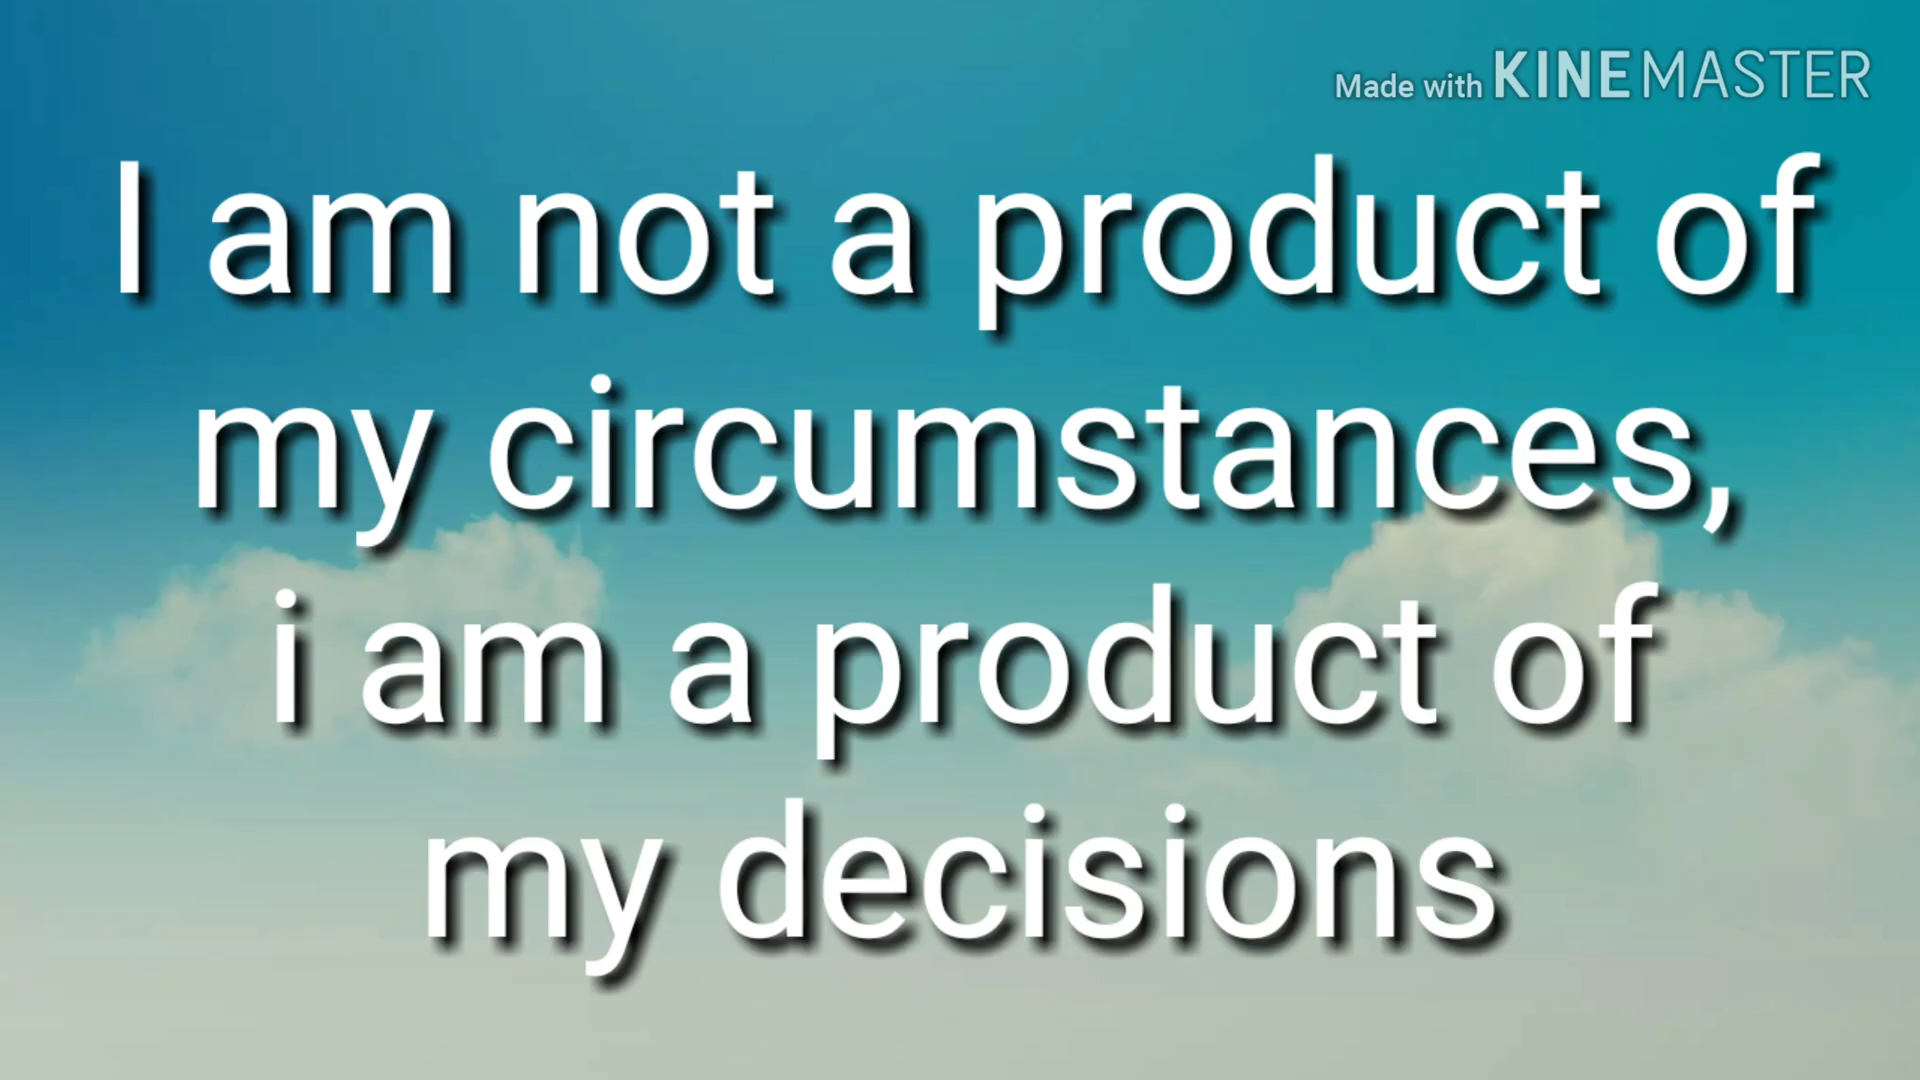 Made with KINEMASTER
I am not a product of
my circumstances,
i am a product of
my decisions